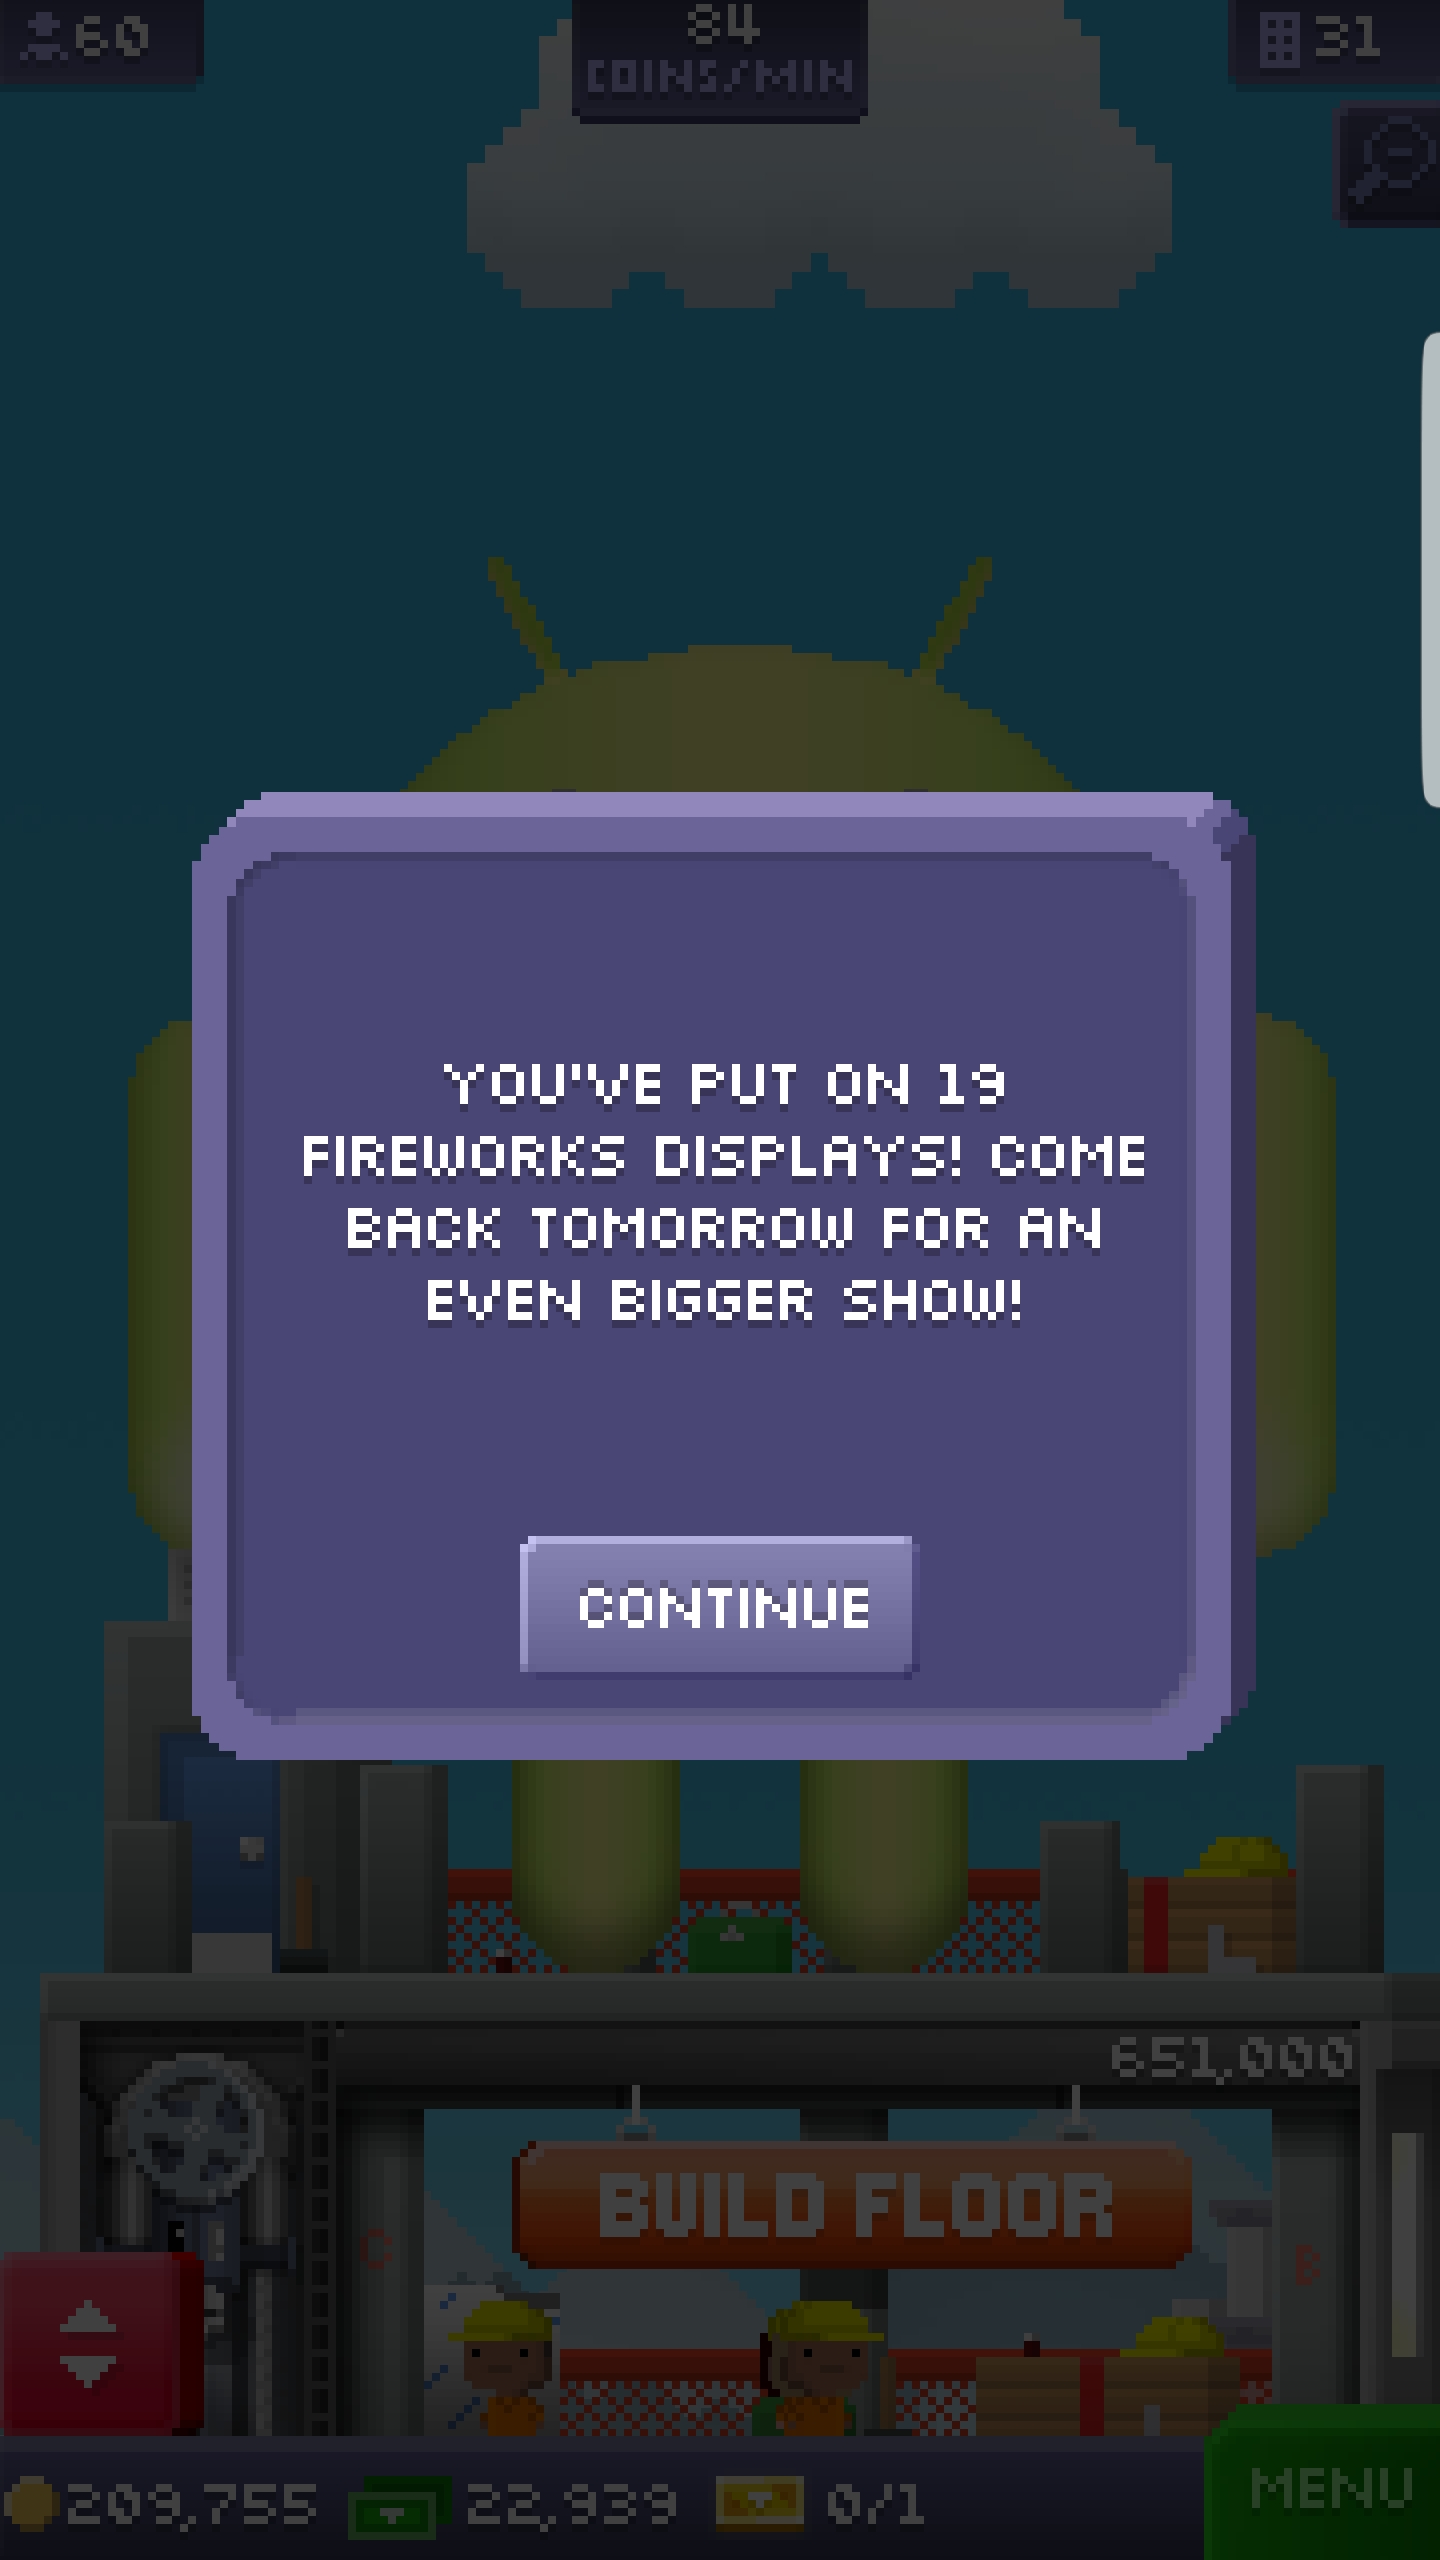 60
84
COINS/MIN
31
YOU'VE PUT ON 19
FIREWORKS DISPLAYS! COME
BACK TOMORROW FOR AN
EVEN BIGGER SHOW!
CONTINUE
651,000
BUILD FLOOR
C
B
209,755
22,939
0/1
MENU